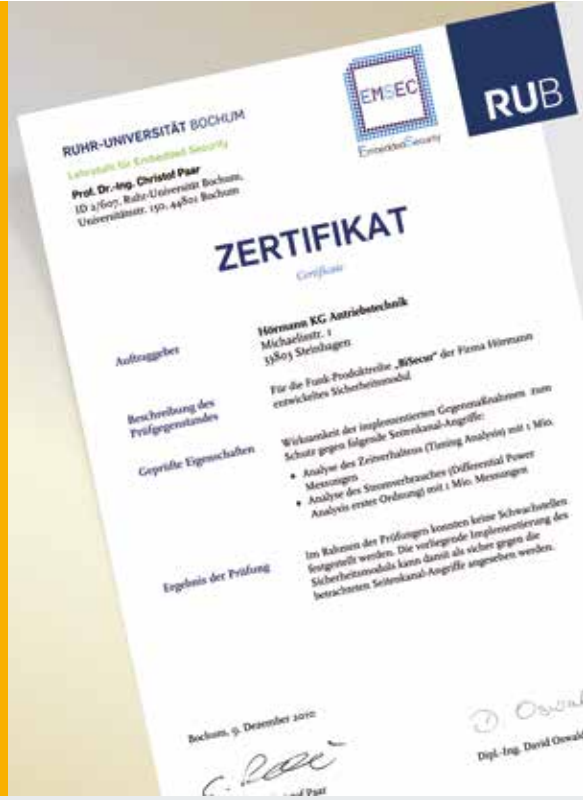 RUHR-UNIVERSITÄT BOCHUM
Lehrstuhl für Embedded Security
Prof. Dr.-Ing. Christof Paar
ID 2/607, Ruhr-Universität Bochum,
Universitätsstr. 150, 44801 Bochum
EMSEC
EmbeddedSecurity
RUB
ZERTIFIKAT
Certificate
Auftraggeber
Hörmann KG Antriebstechnik
Michaelisstr. 1
33803 Steinhagen
Beschreibung des
Prüfgegenstandes
Für die Funk-Produktreihe „BiSecur“ der Firma Hörmann
entwickeltes Sicherheitsmodul
Geprüfte Eigenschaften
Wirksamkeit der implementierten Gegenmaßnahmen zum
Schutz gegen folgende Seitenkanal-Angriffe:
• Analyse des Zeitverhaltens (Timing Analysis) mit 1 Mio.
Messungen
• Analyse des Stromverbrauches (Differential Power
Analysis erster Ordnung) mit 1 Mio. Messungen
Ergebnis der Prüfung
Im Rahmen der Prüfungen konnten keine Schwachstellen
festgestellt werden. Die vorliegende Implementierung des
Sicherheitsmoduls kann damit als sicher gegen die
betrachteten Seitenkanal-Angriffe angesehen werden.
Bochum, 9. Dezember 2010
D. Oswald
Dipl.-Ing. David Oswald
Paar